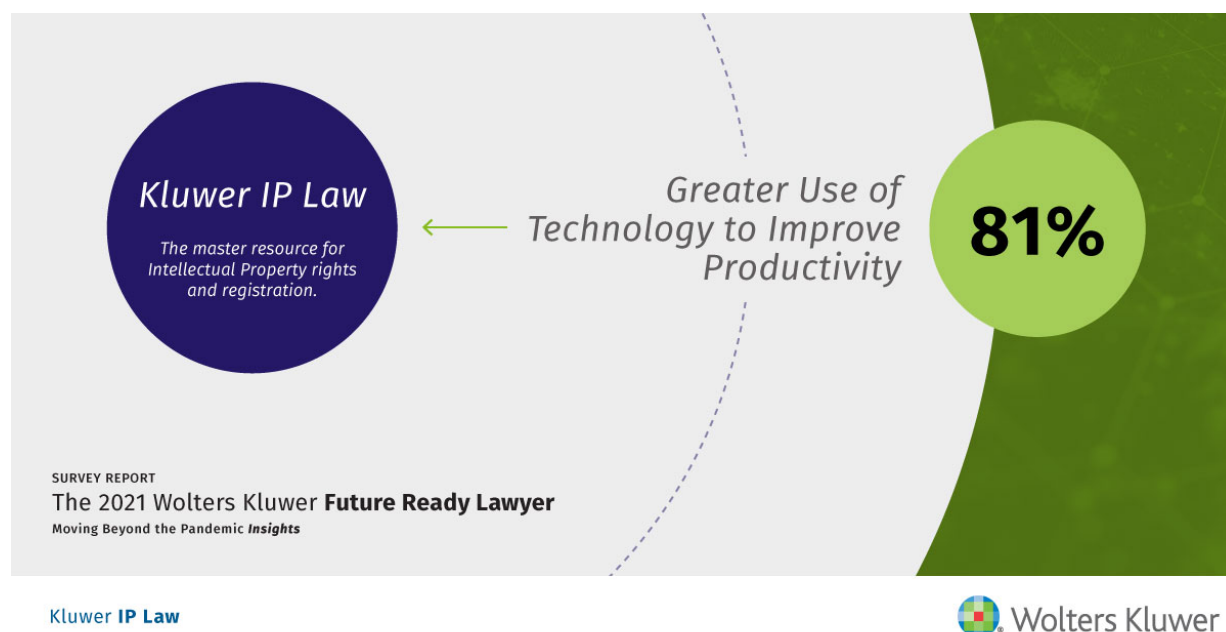 Kluwer IP Law
The master resource for
Intellectual Property rights
and registration.
Greater Use of
Technology to Improve
Productivity
81%
SURVEY REPORT
The 2021 Wolters Kluwer Future Ready Lawyer
Moving Beyond the Pandemic Insights
Kluwer IP Law
Wolters Kluwer